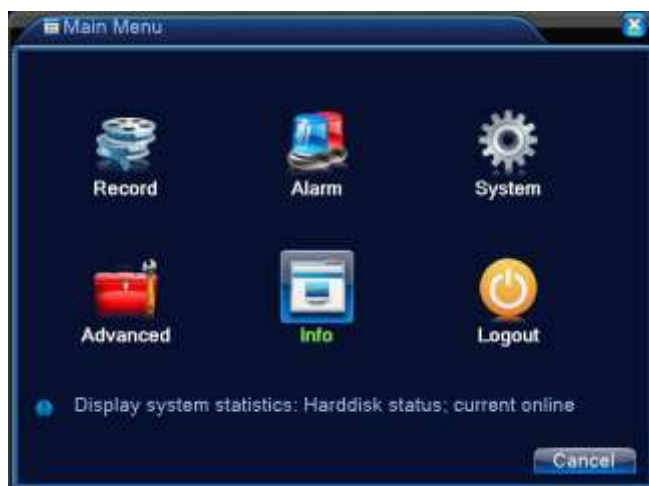 Main Menu
Record Alarm System
Advanced Info Logout
Display system statistics: Harddisk status; current online
Cancel